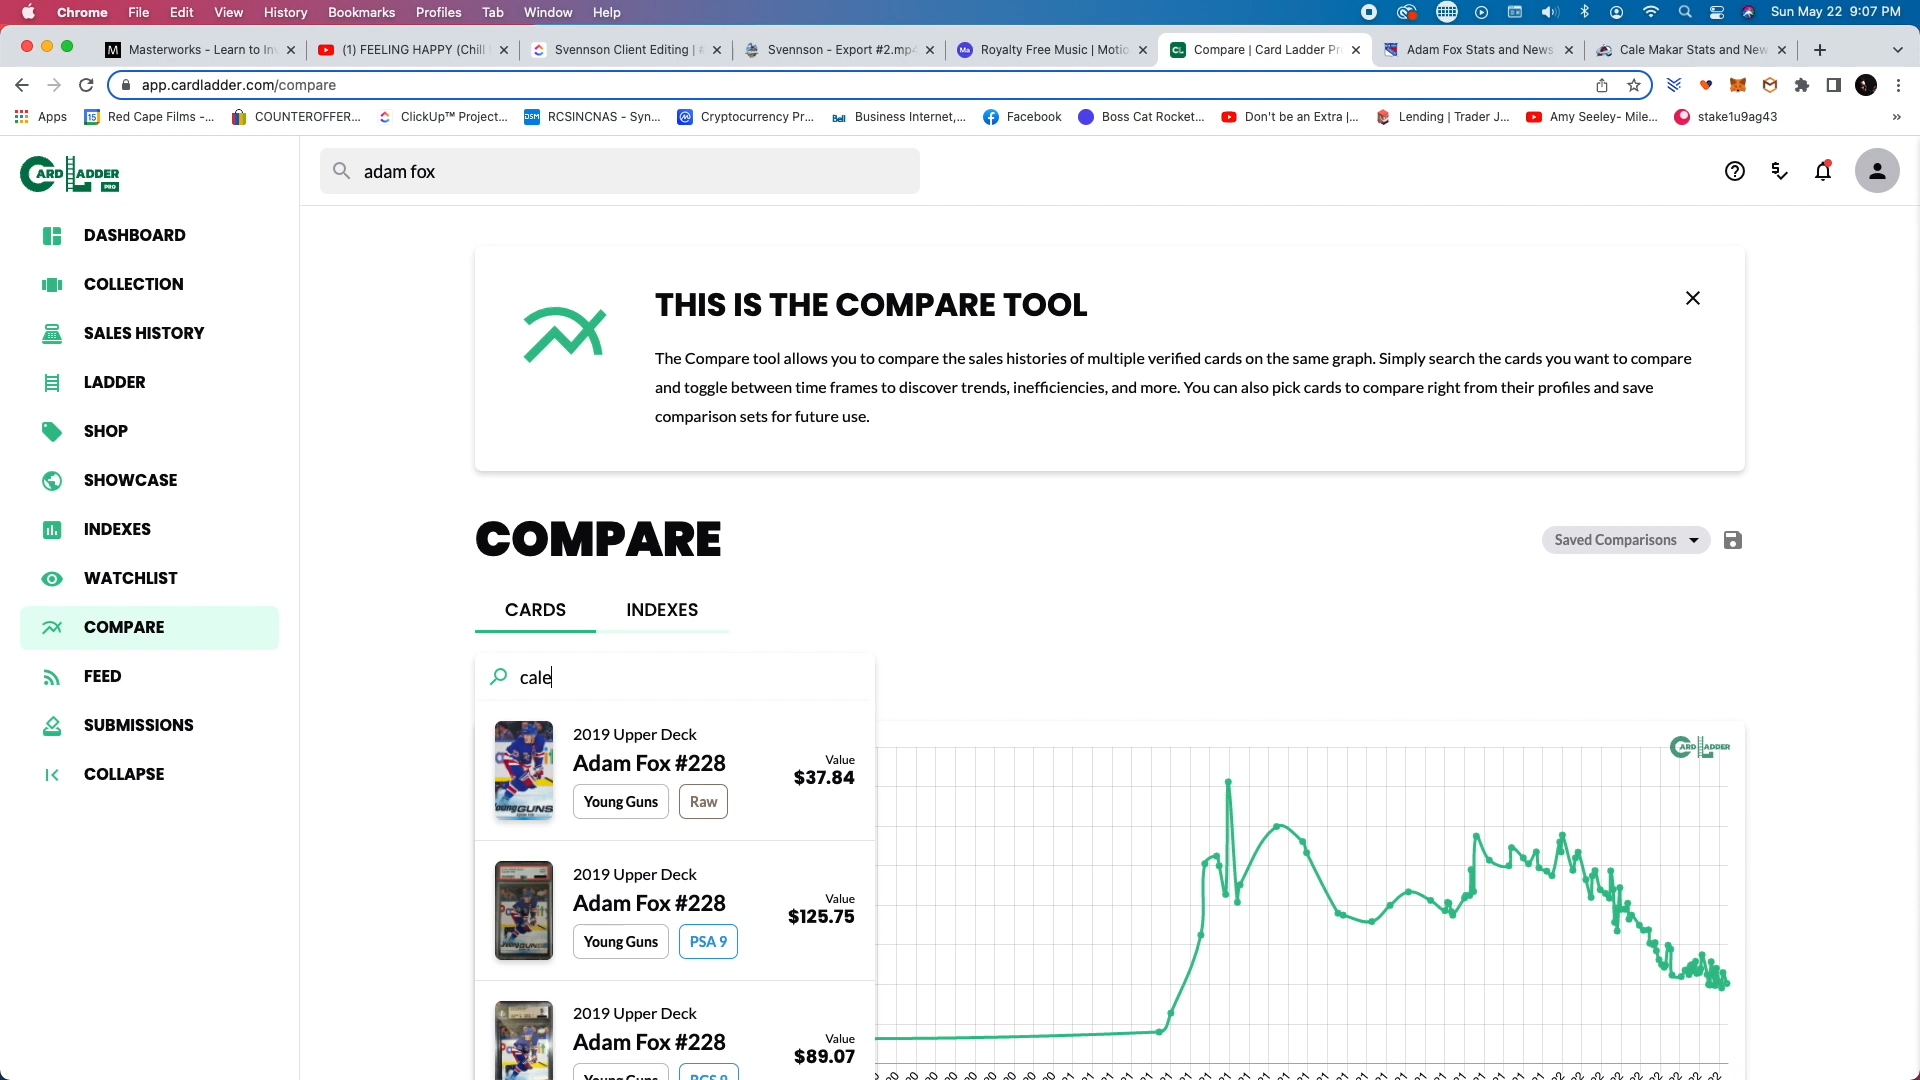 Chrome File Edit View History Bookmarks Profiles Tab Window Help Sun May 22 9:07 PM
Masterworks - Learn to In (1) FEELING HAPPY (Chill Svennson Client Editing | Svennson - Export #2.mp4 Royalty Free Music | Motio Compare | Card Ladder Pr Adam Fox Stats and News Cale Makar Stats and New
app.cardladder.com/compare
Apps Red Cape Films -... COUNTEROFFER... ClickUp™ Project... RCSINCNAS - Syn... Cryptocurrency Pr... Business Internet,... Facebook Boss Cat Rocket... Don't be an Extra |... Lending | Trader J... Amy Seeley- Mile... stake1u9ag43 »
CARD LADDER PRO
adam fox
DASHBOARD
COLLECTION
SALES HISTORY
LADDER
SHOP
SHOWCASE
INDEXES
WATCHLIST
COMPARE
FEED
SUBMISSIONS
COLLAPSE
THIS IS THE COMPARE TOOL
The Compare tool allows you to compare the sales histories of multiple verified cards on the same graph. Simply search the cards you want to compare
and toggle between time frames to discover trends, inefficiencies, and more. You can also pick cards to compare right from their profiles and save
comparison sets for future use.
COMPARE
Saved Comparisons
CARDS INDEXES
cale
2019 Upper Deck
Adam Fox #228
Value
$37.84
Young Guns Raw
2019 Upper Deck
Adam Fox #228
Value
$125.75
Young Guns PSA 9
2019 Upper Deck
Adam Fox #228
Value
$89.07
Young Guns
CARD LADDER